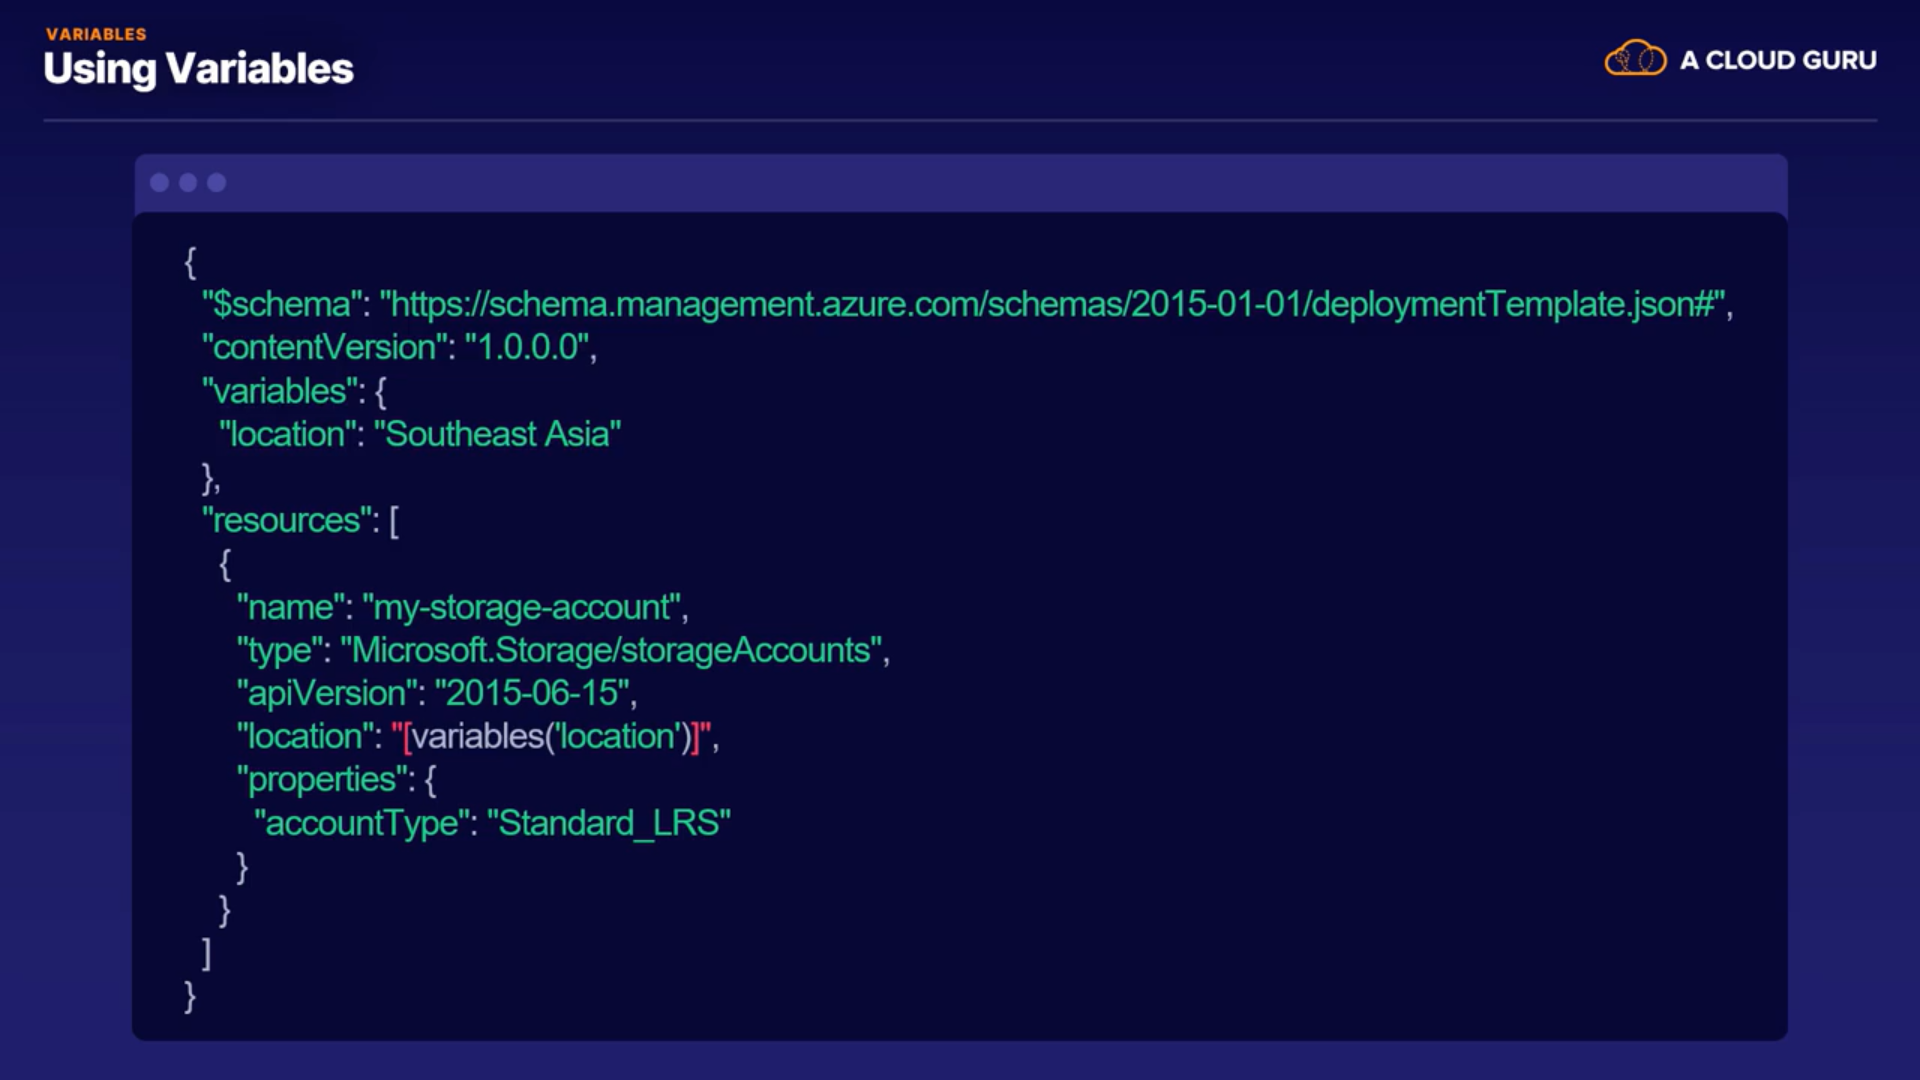 VARIABLES
Using Variables
A CLOUD GURU
{
"$schema": "https://schema.management.azure.com/schemas/2015-01-01/deploymentTemplate.json#",
"contentVersion": "1.0.0.0",
"variables": {
"location": "Southeast Asia"
},
"resources": [
{
"name": "my-storage-account",
"type": "Microsoft.Storage/storageAccounts",
"apiVersion": "2015-06-15",
"location": "[variables('location')]",
"properties": {
"accountType": "Standard_LRS"
}
}
]
}